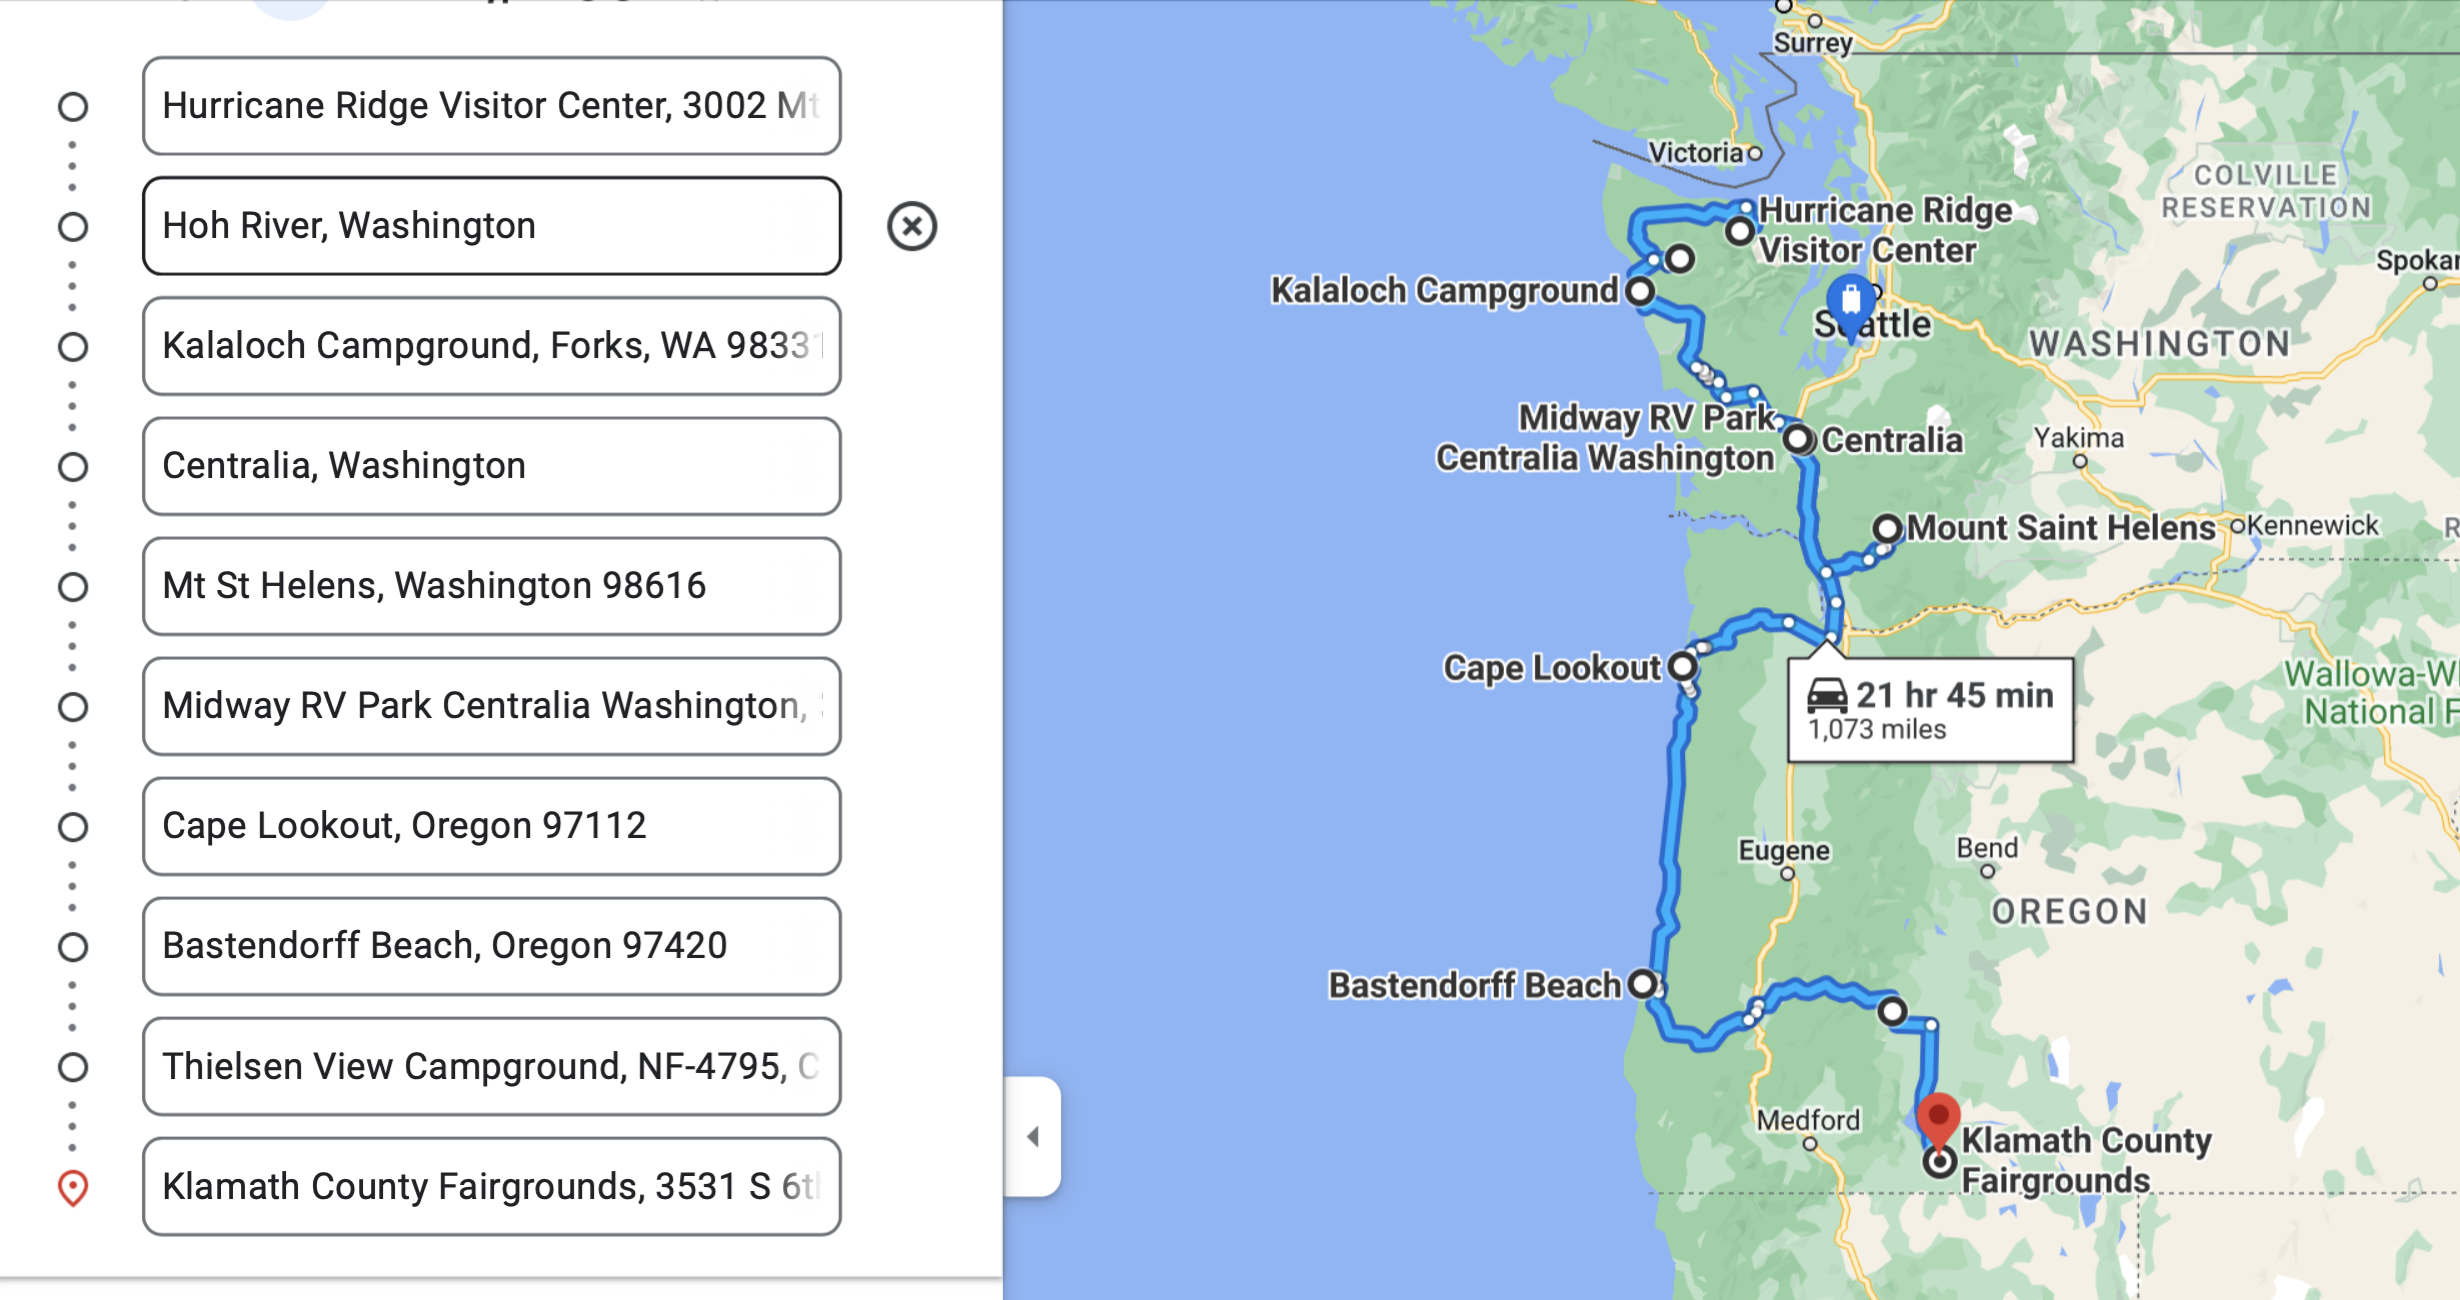 Hurricane Ridge Visitor Center, 3002 Mt
Hoh River, Washington
Kalaloch Campground, Forks, WA 98331
Centralia, Washington
Mt St Helens, Washington 98616
Midway RV Park Centralia Washington,
Cape Lookout, Oregon 97112
Bastendorff Beach, Oregon 97420
Thielsen View Campground, NF-4795, C
Klamath County Fairgrounds, 3531 S 6th
Surrey
Victoria
COLVILLE
RESERVATION
Hurricane Ridge
Visitor Center
Spokan
Kalaloch Campground
Seattle
WASHINGTON
Midway RV Park
Centralia Washington
Centralia
Yakima
Mount Saint Helens
Kennewick
R
Cape Lookout
21 hr 45 min
1,073 miles
Wallowa-W
National F
Eugene
Bend
OREGON
Bastendorff Beach
Medford
Klamath County
Fairgrounds